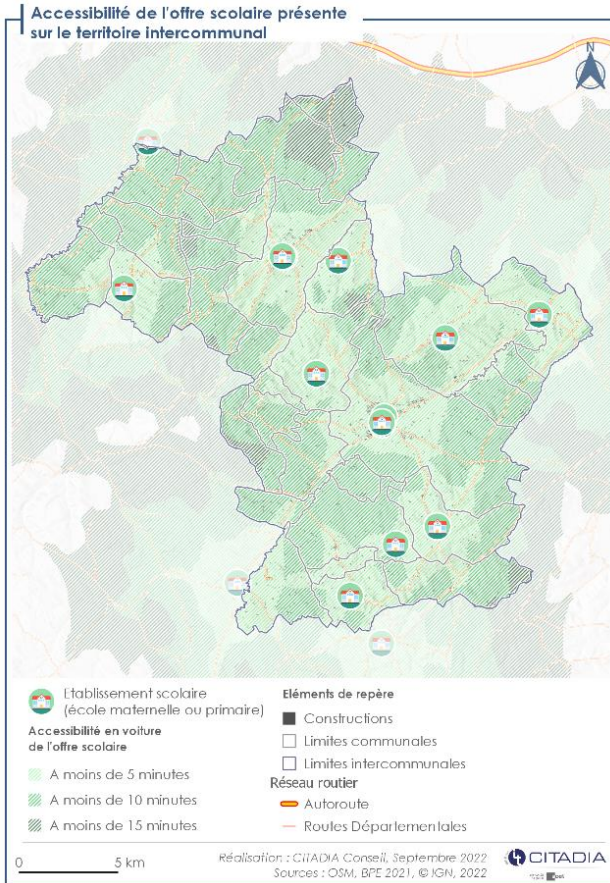 Accessibilité de l'offre scolaire présente
sur le territoire intercommunal
N
Etablissement scolaire
(école maternelle ou primaire)
Accessibilité en voiture
de l'offre scolaire
A moins de 5 minutes
A moins de 10 minutes
A moins de 15 minutes
Eléments de repère
Constructions
Limites communales
Limites intercommunales
Réseau routier
Autoroute
Routes Départementales
0 5 km
Réalisation : CITADIA Conseil, Septembre 2022
Sources : OSM, BPE 2021, © IGN, 2022
CITADIA